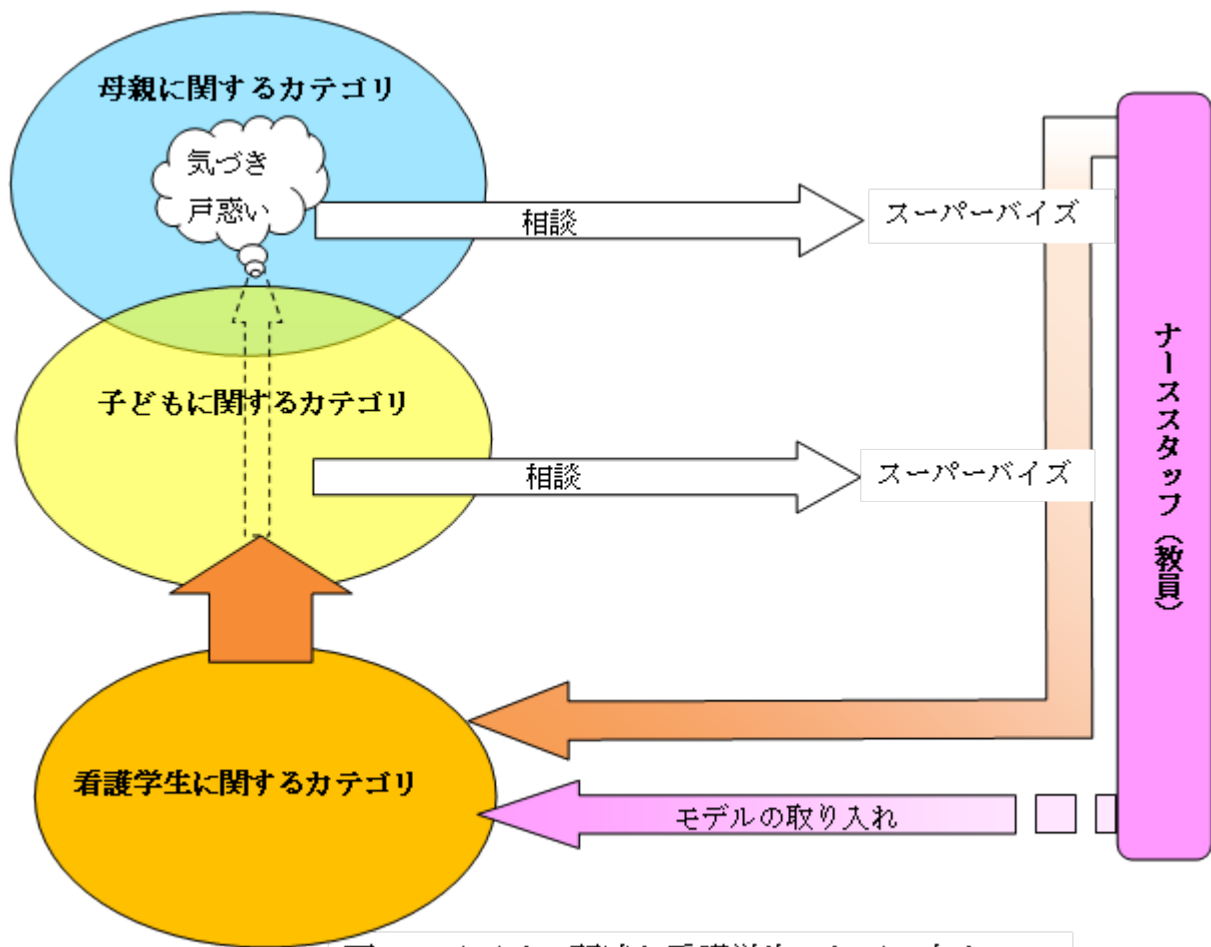 母親に関するカテゴリ
気づき
戸惑い
相談
スーパーバイズ
子どもに関するカテゴリ
相談
スーパーバイズ
ナーススタッフ（教員）
看護学生に関するカテゴリ
モデルの取り入れ